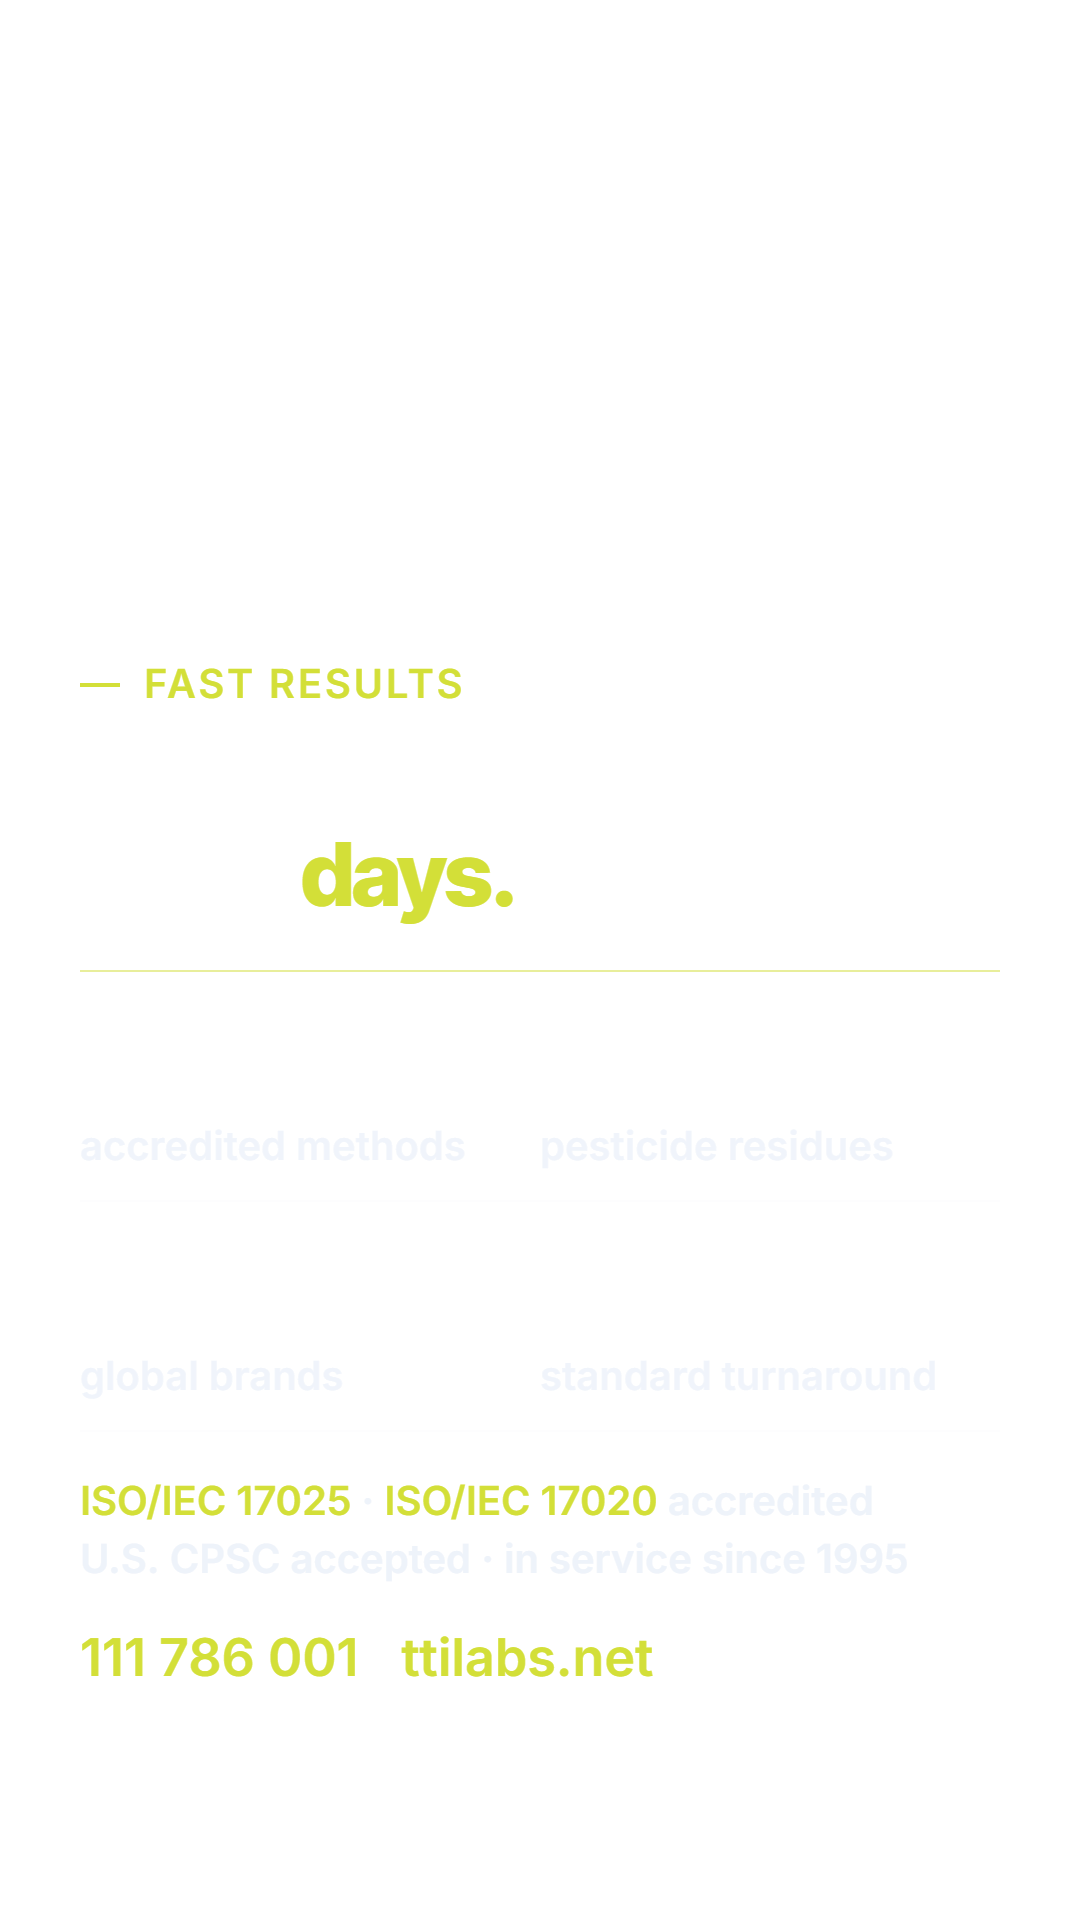 — FAST RESULTS
days.
accredited methods
pesticide residues
global brands
standard turnaround
ISO/IEC 17025 · ISO/IEC 17020 accredited
U.S. CPSC accepted · in service since 1995
111 786 001 ttilabs.net